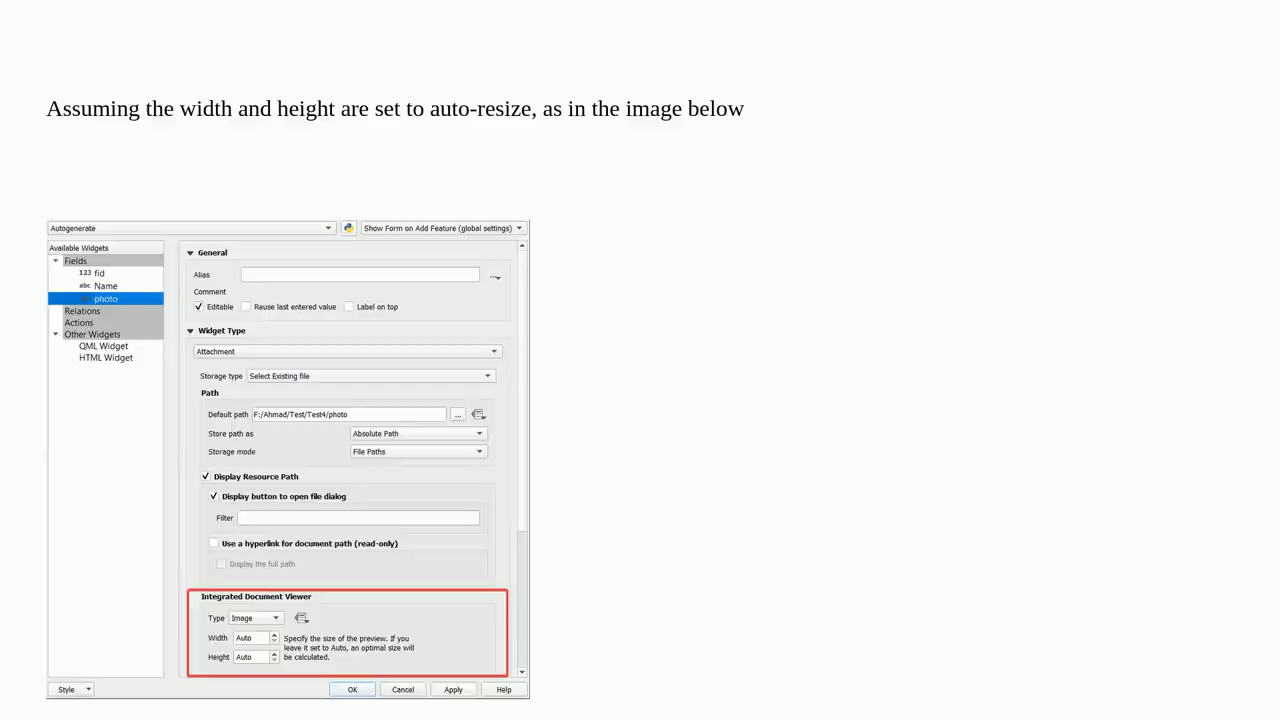 Assuming the width and height are set to auto-resize, as in the image below
Autogenerate
Show Form on Add Feature (global settings)
Available Widgets
Fields
123 fid
abc Name
photo
Relations
Actions
Other Widgets
QML Widget
HTML Widget
General
Alias
...
Comment
Editable Reuse last entered value Label on top
Widget Type
Attachment
Storage type Select Existing file
Path
Default path F:/Ahmad/Test/Test4/photo ...
Store path as Absolute Path
Storage mode File Paths
Display Resource Path
Display button to open file dialog
Filter
Use a hyperlink for document path (read-only)
Display the full path
Integrated Document Viewer
Type Image
Width Auto
Height Auto
Specify the size of the preview. If you
leave it set to Auto, an optimal size will
be calculated.
Style OK Cancel Apply Help